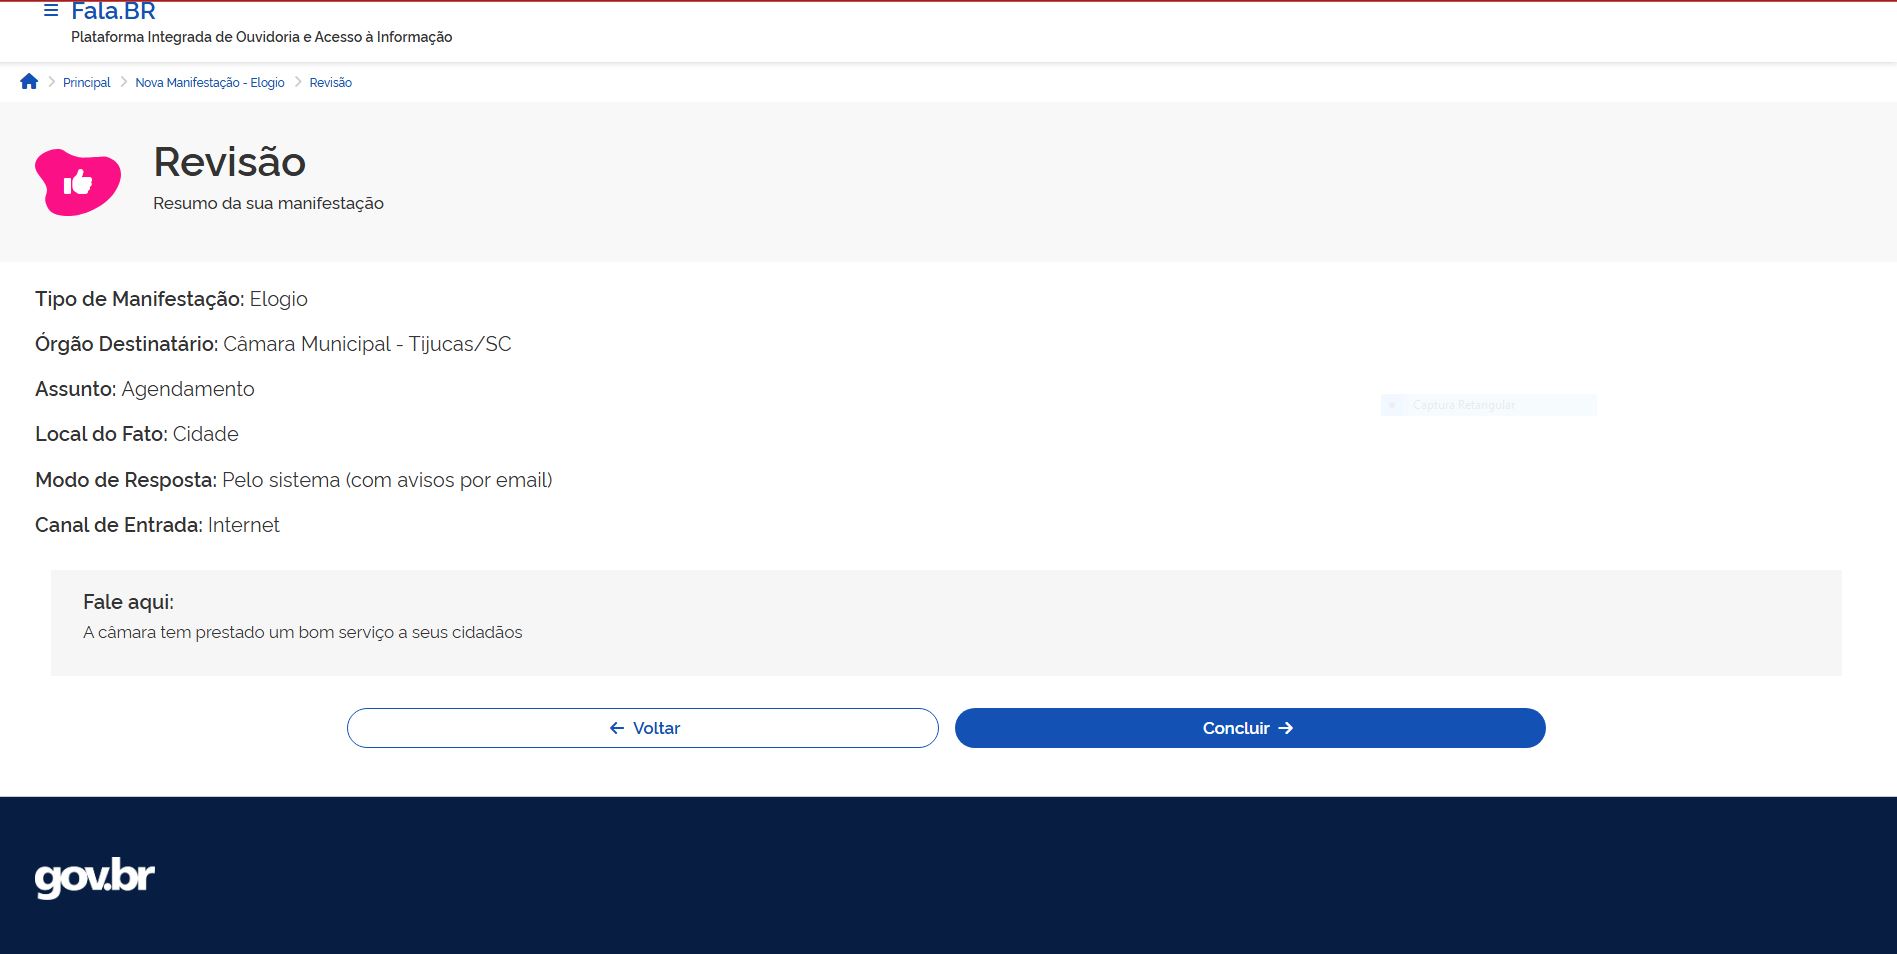 Fala.BR
Plataforma Integrada de Ouvidoria e Acesso à Informação
Principal
Nova Manifestação - Elogio
Revisão
Revisão
Resumo da sua manifestação
Tipo de Manifestação: Elogio
Órgão Destinatário: Câmara Municipal - Tijucas/SC
Assunto: Agendamento
Captura Retangular
Local do Fato: Cidade
Modo de Resposta: Pelo sistema (com avisos por email)
Canal de Entrada: Internet
Fale aqui:
A câmara tem prestado um bom serviço a seus cidadãos
Voltar
Concluir
gov.br